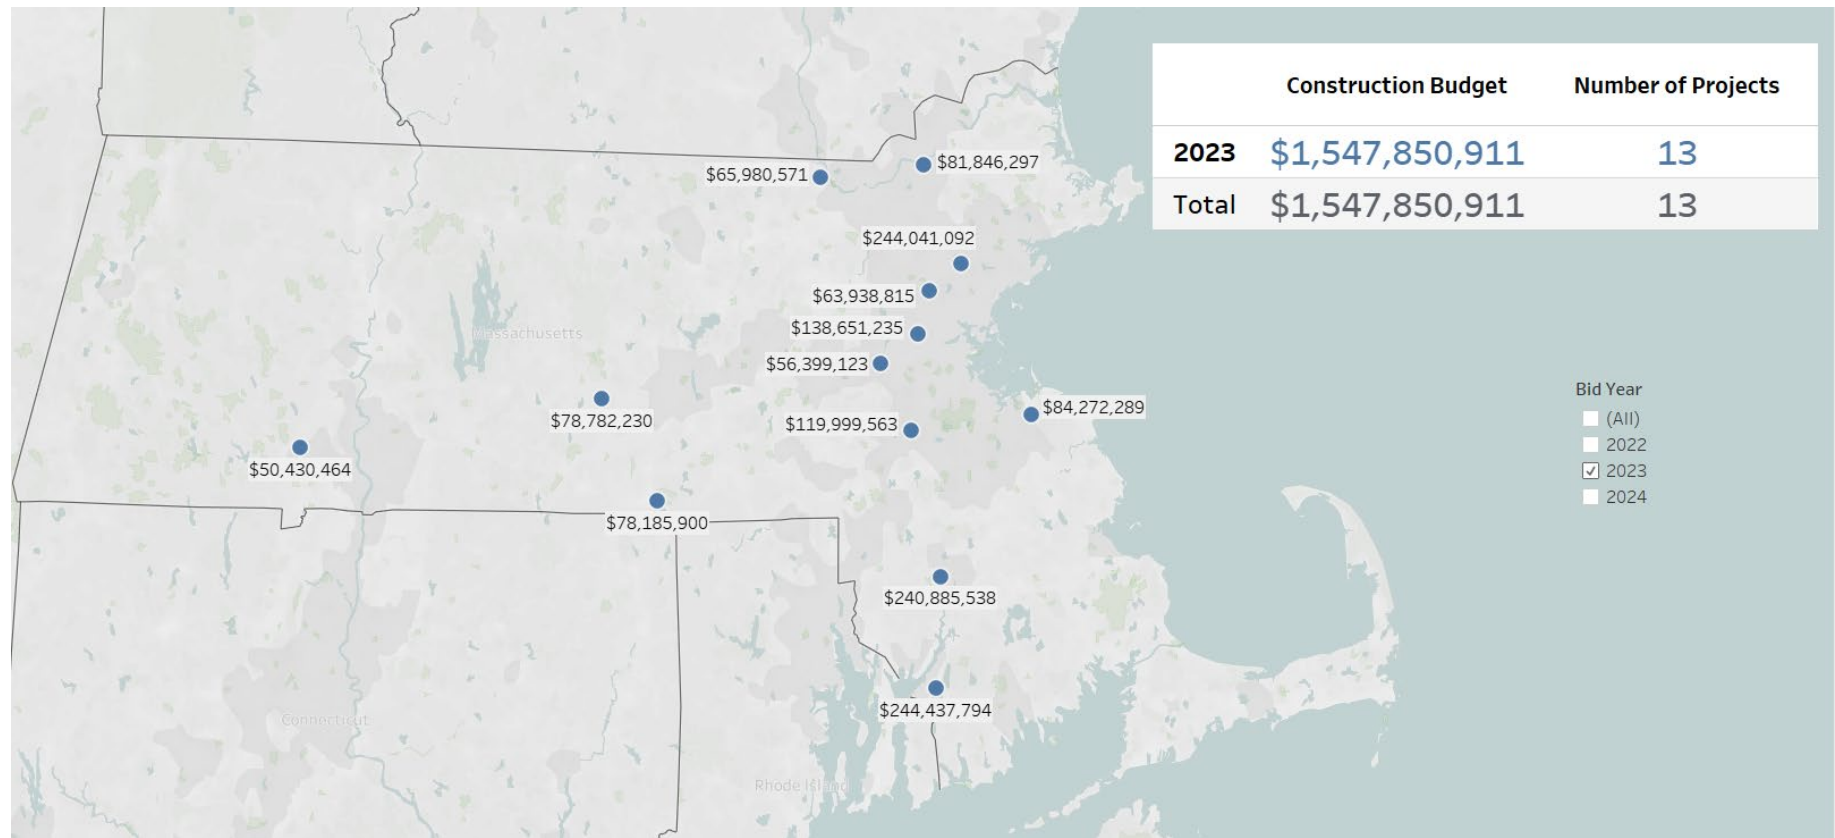 Construction Budget Number of Projects
2023 $1,547,850,911 13
Total $1,547,850,911 13
$65,980,571
$81,846,297
$244,041,092
$63,938,815
$138,651,235
Massachusetts
$56,399,123
$78,782,230
$119,999,563
$84,272,289
$50,430,464
$78,185,900
$240,885,538
$244,437,794
Connecticut
Rhode Island
Bid Year
(All)
2022
2023
2024